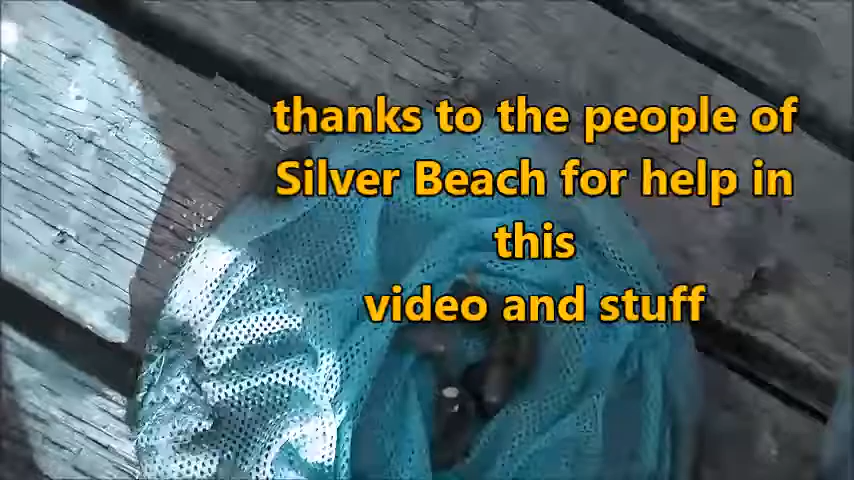 thanks to the people of
Silver Beach for help in
this
video and stuff